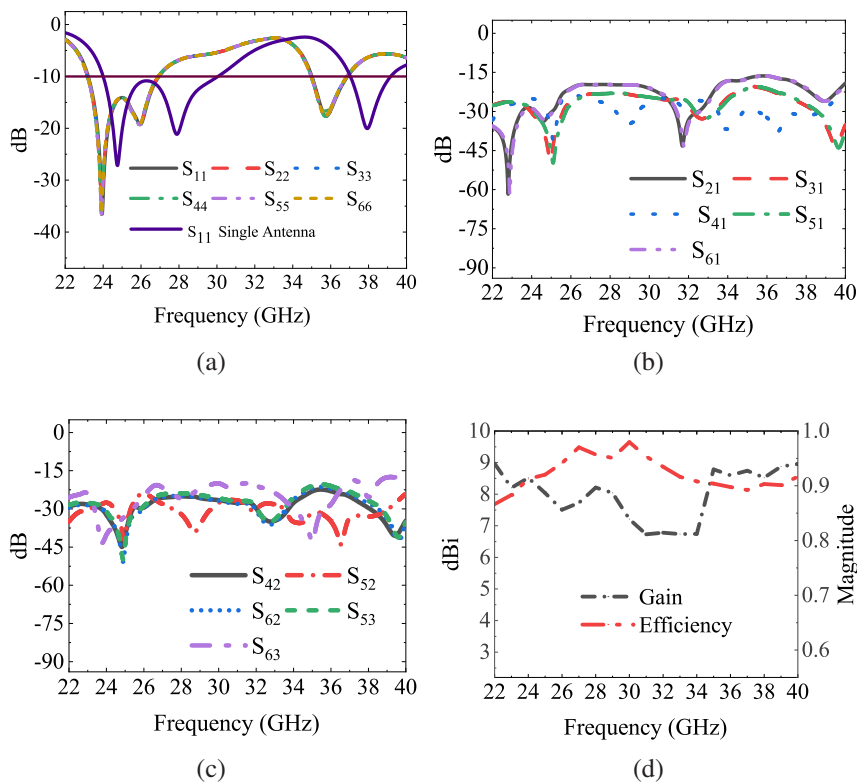 0
-10
-20
-30
-40
dB
S11 S22 S33
S44 S55 S66
S11 Single Antenna
22 24 26 28 30 32 34 36 38 40
Frequency (GHz)
(a)
0
-15
-30
-45
-60
-75
-90
dB
S21 S31
S41 S51
S61
22 24 26 28 30 32 34 36 38 40
Frequency (GHz)
(b)
0
-15
-30
-45
-60
-75
-90
dB
S42 S52
S62 S53
S63
22 24 26 28 30 32 34 36 38 40
Frequency (GHz)
(c)
10
9
8
7
6
5
4
3
dBi
Gain
Efficiency
1.0
0.9
0.8
0.7
0.6
Magnitude
22 24 26 28 30 32 34 36 38 40
Frequency (GHz)
(d)